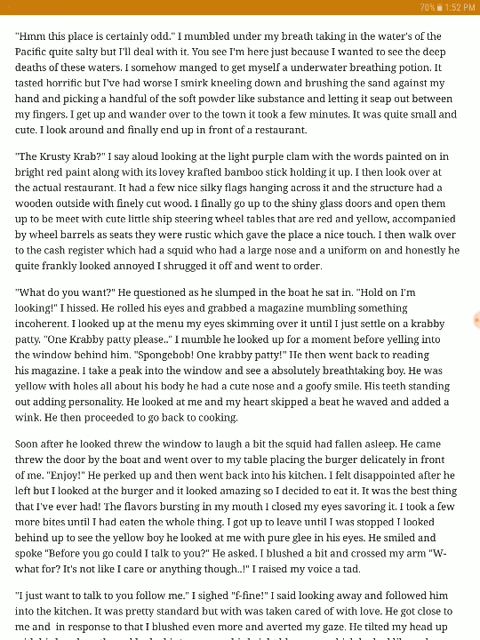 70% 1:52 PM
"Hmm this place is certainly odd." I mumbled under my breath taking in the water's of the
Pacific quite salty but I'll deal with it. You see I'm here just because I wanted to see the deep
deaths of these waters. I somehow manged to get myself a underwater breathing potion. It
tasted horrific but I've had worse I smirk kneeling down and brushing the sand against my
hand and picking a handful of the soft powder like substance and letting it seap out between
my fingers. I get up and wander over to the town it took a few minutes. It was quite small and
cute. I look around and finally end up in front of a restaurant.
"The Krusty Krab?" I say aloud looking at the light purple clam with the words painted on in
bright red paint along with its lovey krafted bamboo stick holding it up. I then look over at
the actual restaurant. It had a few nice silky flags hanging across it and the structure had a
wooden outside with finely cut wood. I finally go up to the shiny glass doors and open them
up to be meet with cute little ship steering wheel tables that are red and yellow, accompanied
by wheel barrels as seats they were rustic which gave the place a nice touch. I then walk over
to the cash register which had a squid who had a large nose and a uniform on and honestly he
quite frankly looked annoyed I shrugged it off and went to order.
"What do you want?" He questioned as he slumped in the boat he sat in. "Hold on I'm
looking!" I hissed. He rolled his eyes and grabbed a magazine mumbling something
incoherent. I looked up at the menu my eyes skimming over it until I just settle on a krabby
patty. "One Krabby patty please.." I mumble he looked up for a moment before yelling into
the window behind him. "Spongebob! One krabby patty!" He then went back to reading
his magazine. I take a peak into the window and see a absolutely breathtaking boy. He was
yellow with holes all about his body he had a cute nose and a goofy smile. His teeth standing
out adding personality. He looked at me and my heart skipped a beat he waved and added a
wink. He then proceeded to go back to cooking.
Soon after he looked threw the window to laugh a bit the squid had fallen asleep. He came
threw the door by the boat and went over to my table placing the burger delicately in front
of me. "Enjoy!" He perked up and then went back into his kitchen. I felt disappointed after he
left but I looked at the burger and it looked amazing so I decided to eat it. It was the best thing
that I've ever had! The flavors bursting in my mouth I closed my eyes savoring it. I took a few
more bites until I had eaten the whole thing. I got up to leave until I was stopped I looked
behind up to see the yellow boy he looked at me with pure glee in his eyes. He smiled and
spoke "Before you go could I talk to you?" He asked. I blushed a bit and crossed my arm "W-
what for? It's not like I care or anything though..!" I raised my voice a tad.
"I just want to talk to you follow me." I sighed "f-fine!" I said looking away and followed him
into the kitchen. It was pretty standard but with was taken cared of with love. He got close to
me and in response to that I blushed even more and averted my gaze. He tilted my head up